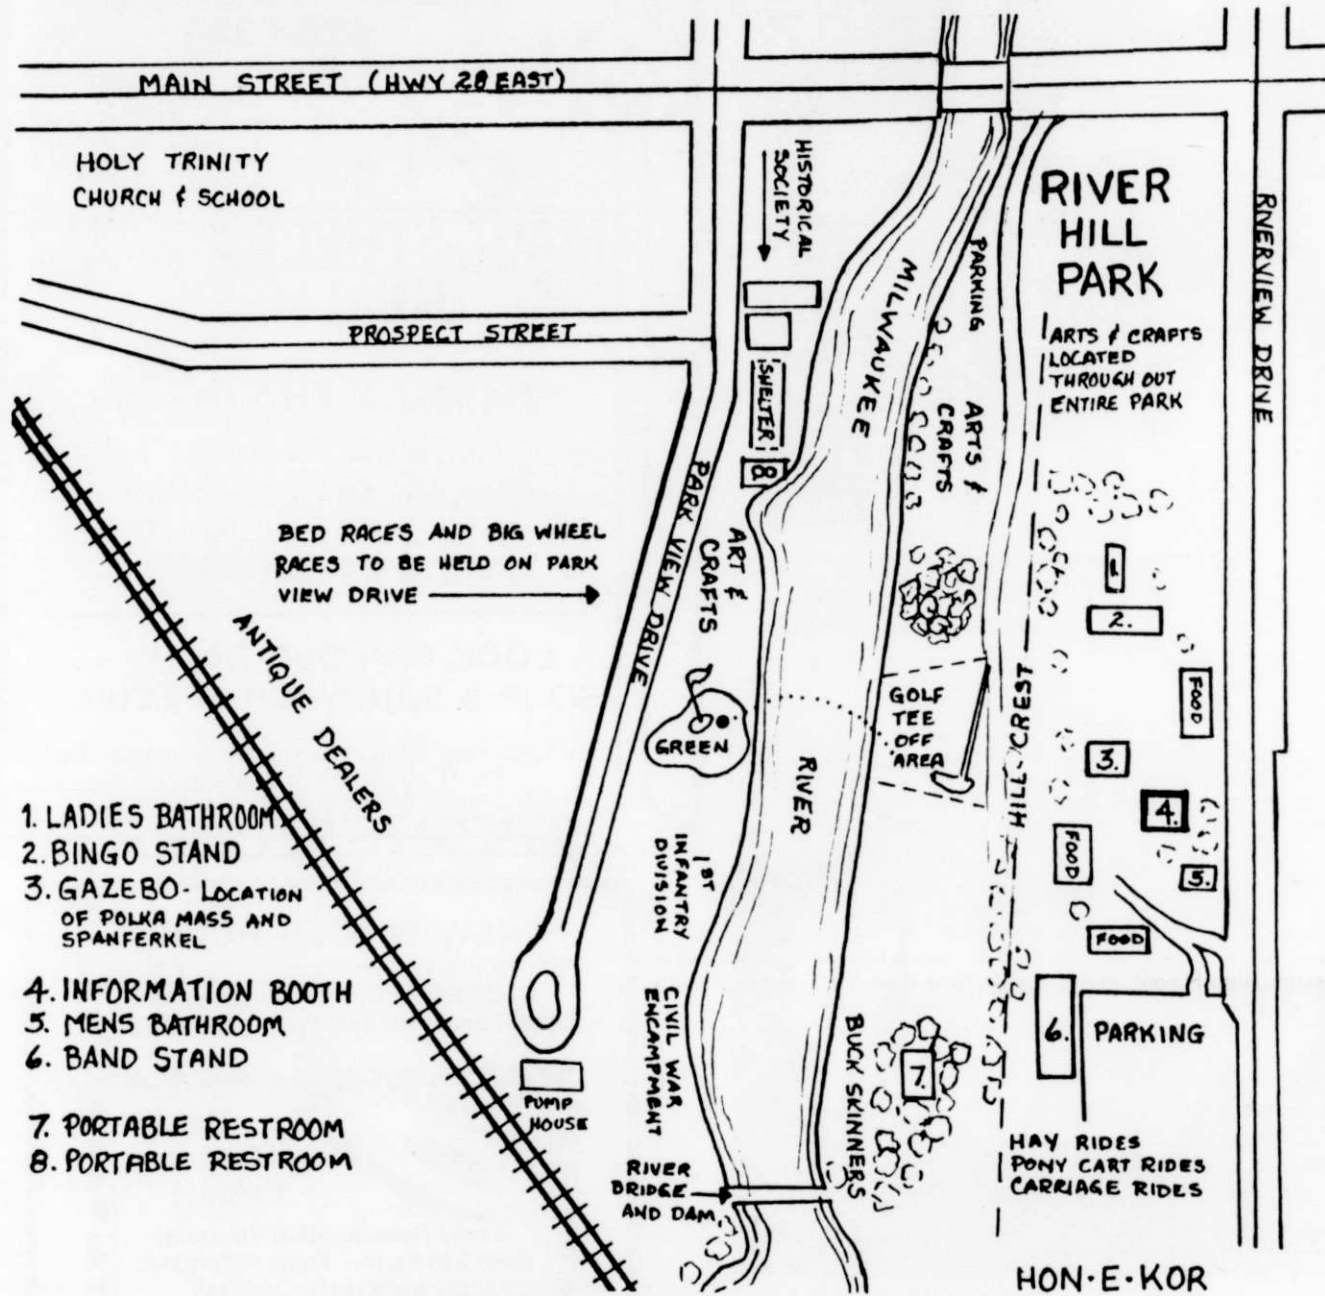 MAIN STREET (HWY 28 EAST)
HOLY TRINITY
CHURCH & SCHOOL
HISTORICAL
SOCIETY
RIVER
HILL
PARK
RIVERVIEW DRIVE
PARKING
MILWAUKEE
PROSPECT STREET
ARTS & CRAFTS
LOCATED
THROUGH OUT
ENTIRE PARK
SHELTER
8
ARTS &
CRAFTS
PARK VIEW DRIVE
BED RACES AND BIG WHEEL
RACES TO BE HELD ON PARK
VIEW DRIVE
ART &
CRAFTS
1.
2.
ANTIQUE DEALERS
GREEN
GOLF
TEE
OFF
AREA
HILL CREST
FOOD
3.
4.
RIVER
FOOD
5.
FOOD
1. LADIES BATHROOM
2. BINGO STAND
3. GAZEBO - LOCATION
OF POLKA MASS AND
SPANFERKEL
4. INFORMATION BOOTH
5. MENS BATHROOM
6. BAND STAND
7. PORTABLE RESTROOM
8. PORTABLE RESTROOM
1ST
INFANTRY
DIVISION
CIVIL WAR
ENCAMPMENT
PUMP
HOUSE
BUCK SKINNERS
7.
6.
PARKING
RIVER
BRIDGE
AND DAM
HAY RIDES
PONY CART RIDES
CARRIAGE RIDES
HON·E·KOR